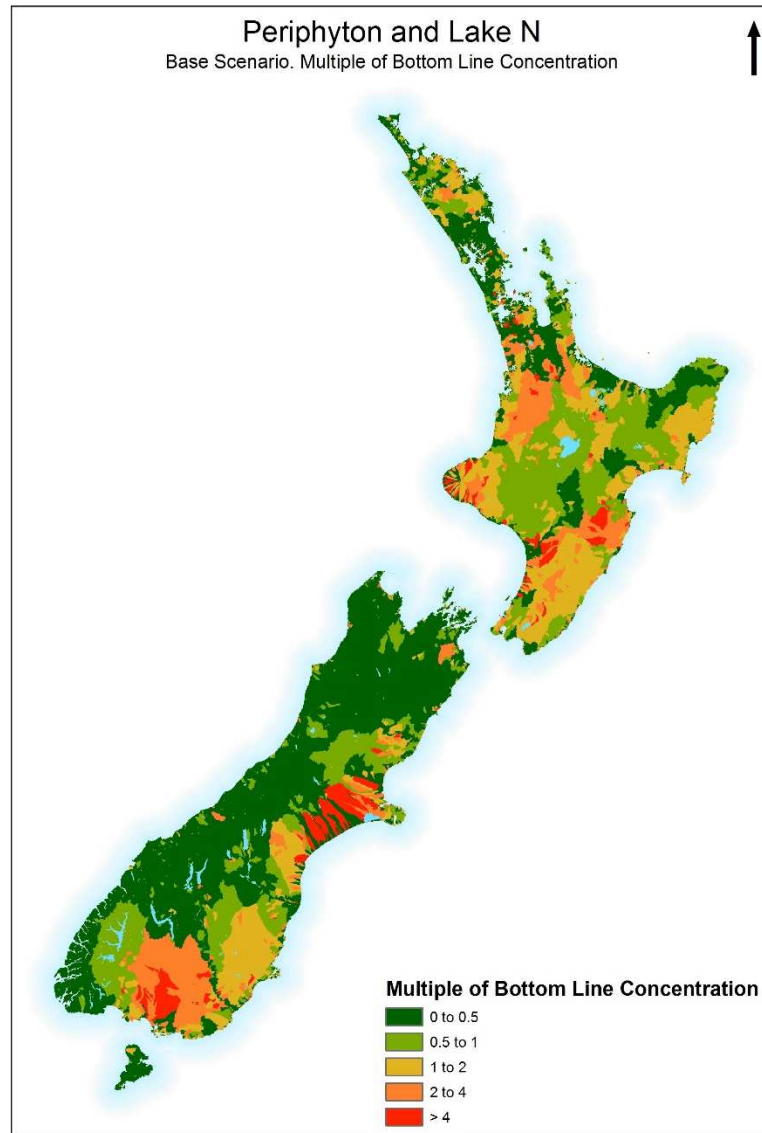 Periphyton and Lake N
Base Scenario. Multiple of Bottom Line Concentration
Multiple of Bottom Line Concentration
0 to 0.5
0.5 to 1
1 to 2
2 to 4
> 4